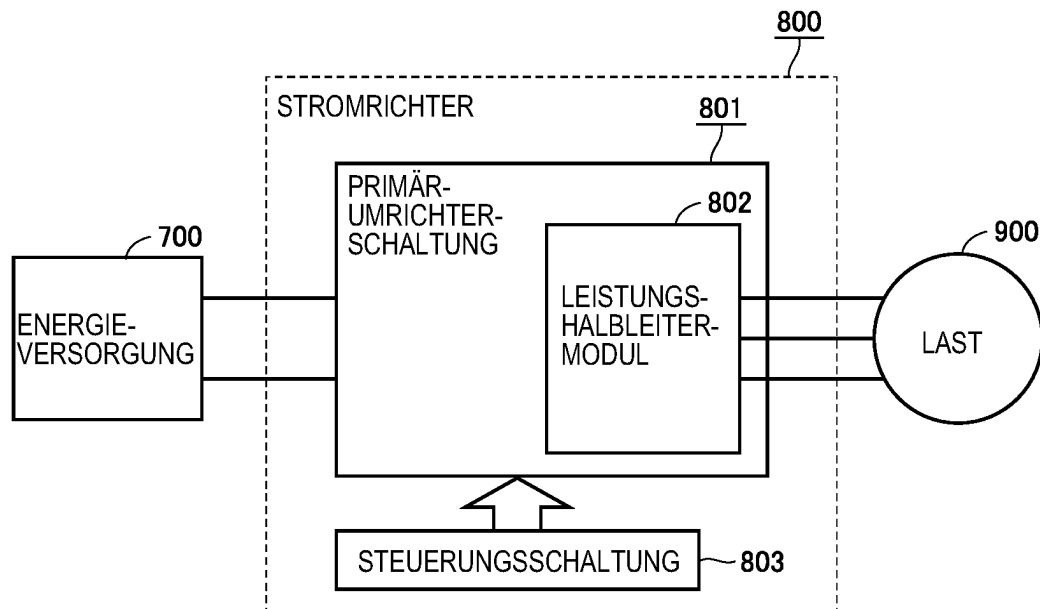 800
STROMRICHTER
801
PRIMÄR-
UMRICHTER-
SCHALTUNG
802
700
900
ENERGIE-
VERSORGUNG
LEISTUNGS-
HALBLEITER-
MODUL
LAST
STEUERUNGSSCHALTUNG
803